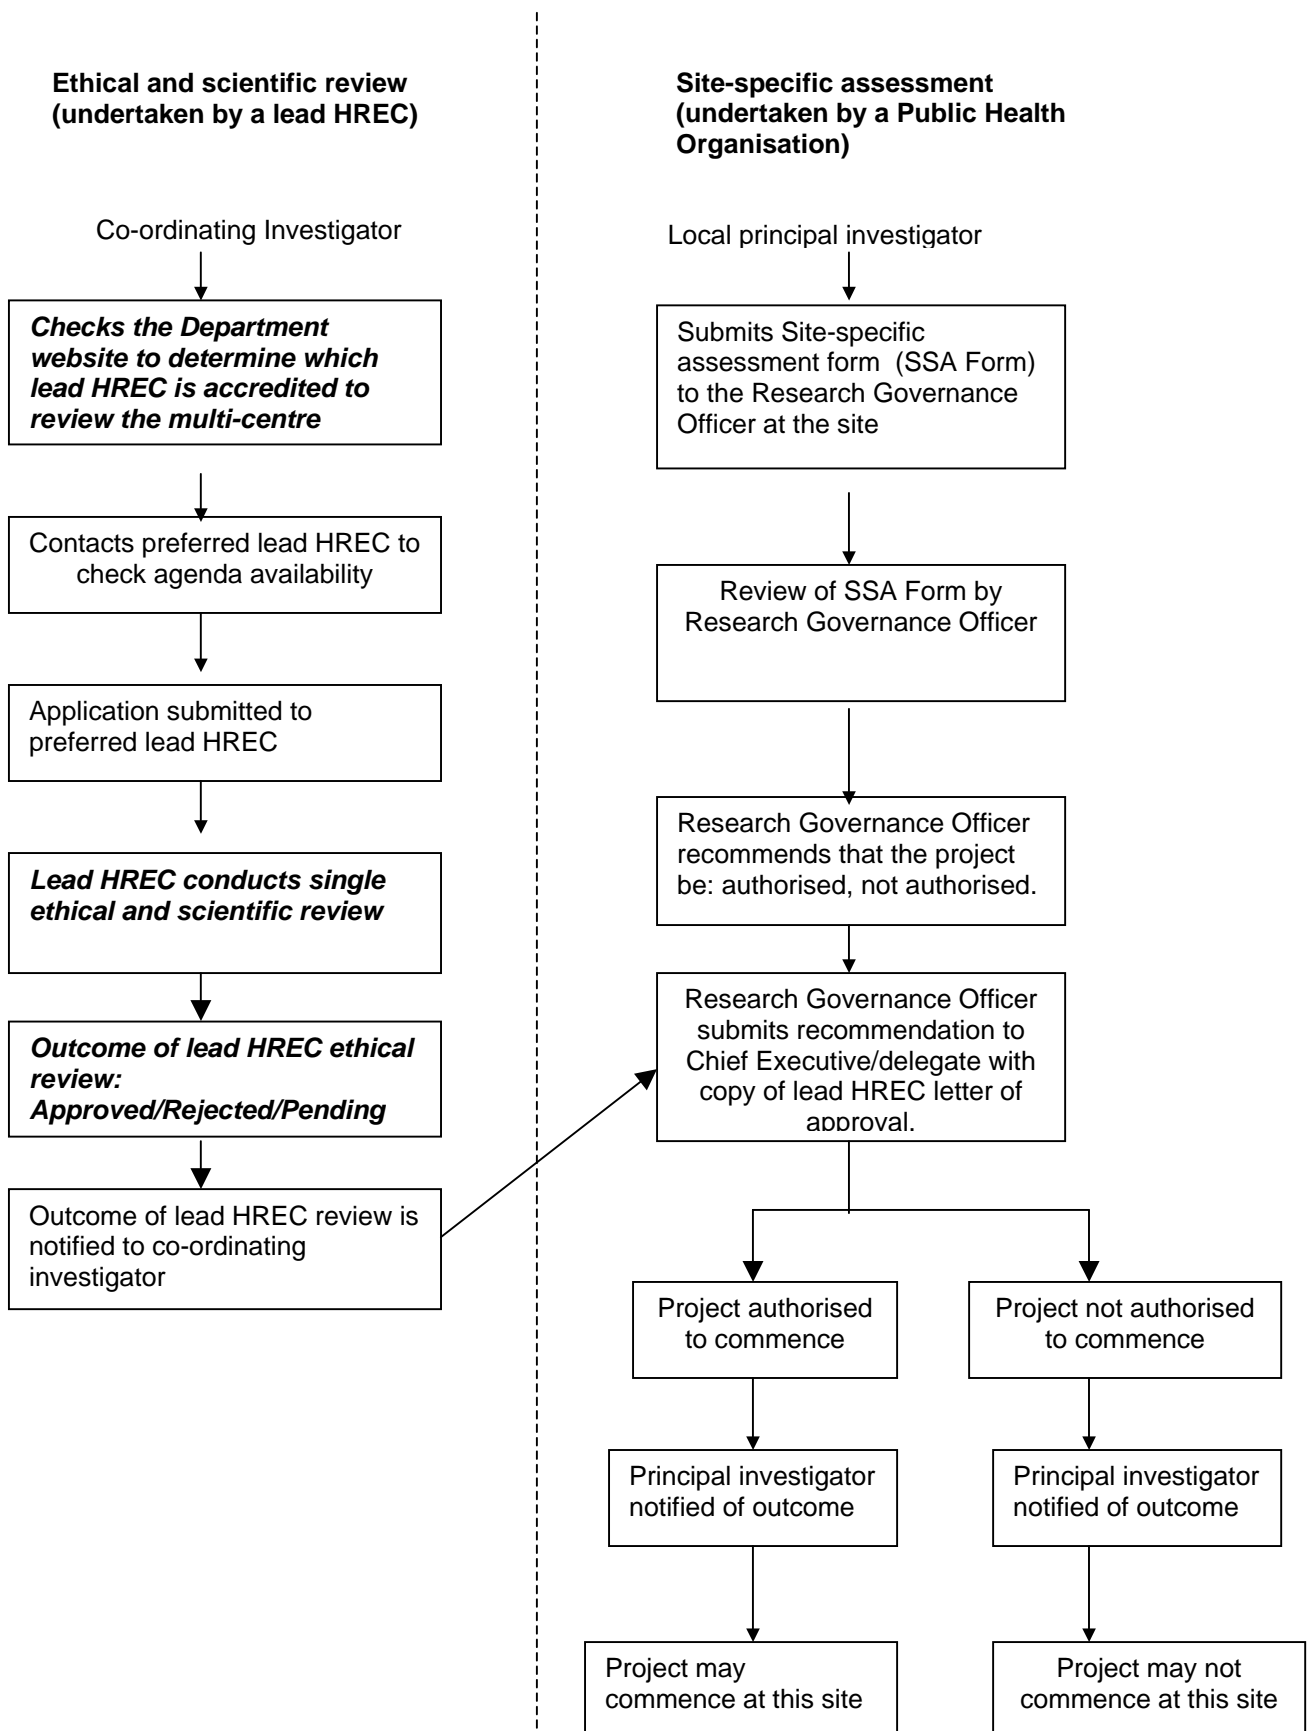 Ethical and scientific review
(undertaken by a lead HREC)
Co-ordinating Investigator
Checks the Department
website to determine which
lead HREC is accredited to
review the multi-centre
Contacts preferred lead HREC to
check agenda availability
Application submitted to
preferred lead HREC
Lead HREC conducts single
ethical and scientific review
Outcome of lead HREC ethical
review:
Approved/Rejected/Pending
Outcome of lead HREC review is
notified to co-ordinating
investigator
Site-specific assessment
(undertaken by a Public Health
Organisation)
Local principal investigator
Submits Site-specific
assessment form (SSA Form)
to the Research Governance
Officer at the site
Review of SSA Form by
Research Governance Officer
Research Governance Officer
recommends that the project
be: authorised, not authorised.
Research Governance Officer
submits recommendation to
Chief Executive/delegate with
copy of lead HREC letter of
approval.
Project authorised
to commence
Project not authorised
to commence
Principal investigator
notified of outcome
Principal investigator
notified of outcome
Project may
commence at this site
Project may not
commence at this site